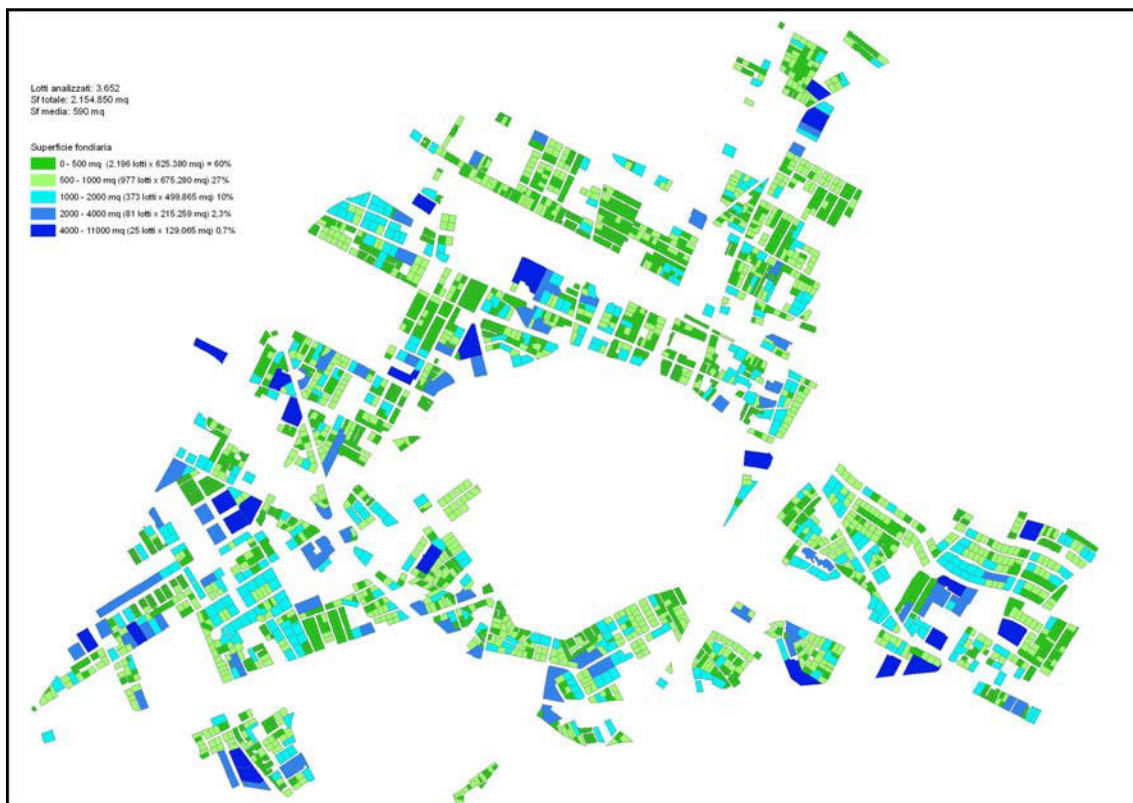 Lotti analizzati: 3.652
Sf totale: 2.154.850 mq
Sf media: 590 mq
Superficie fondiaria
0 - 500 mq (2.196 lotti x 625.380 mq) = 60%
500 - 1000 mq (977 lotti x 675.280 mq) 27%
1000 - 2000 mq (373 lotti x 499.865 mq) 10%
2000 - 4000 mq (81 lotti x 215.259 mq) 2,3%
4000 - 11000 mq (25 lotti x 129.065 mq) 0,7%